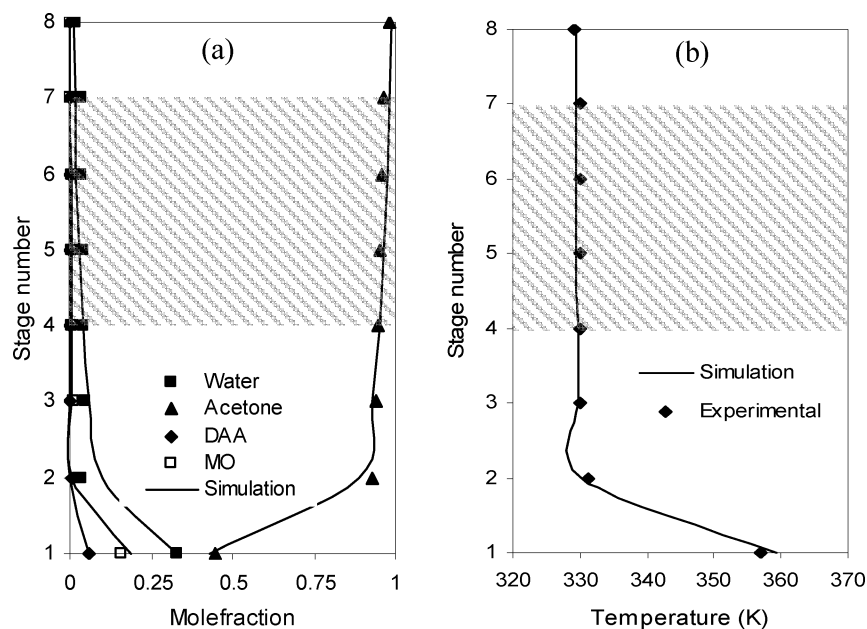 8
(a)
7
6
5
4
3
2
1
Stage number
Water
Acetone
DAA
MO
Simulation
0
0.25
0.5
0.75
1
Molefraction
8
(b)
7
6
5
4
3
2
1
Stage number
Simulation
Experimental
320
330
340
350
360
370
Temperature (K)